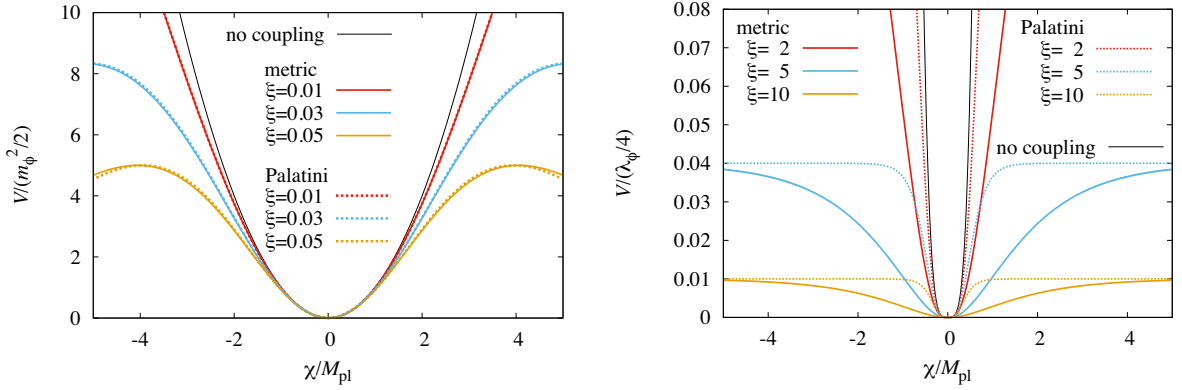 V/(m_ϕ^2/2)
10
8
6
4
2
0
no coupling
metric
ξ=0.01
ξ=0.03
ξ=0.05
Palatini
ξ=0.01
ξ=0.03
ξ=0.05
-4 -2 0 2 4
χ/M_pl
V/(λ_ϕ/4)
0.08
0.07
0.06
0.05
0.04
0.03
0.02
0.01
0
metric
ξ= 2
ξ= 5
ξ=10
Palatini
ξ= 2
ξ= 5
ξ=10
no coupling
-4 -2 0 2 4
χ/M_pl